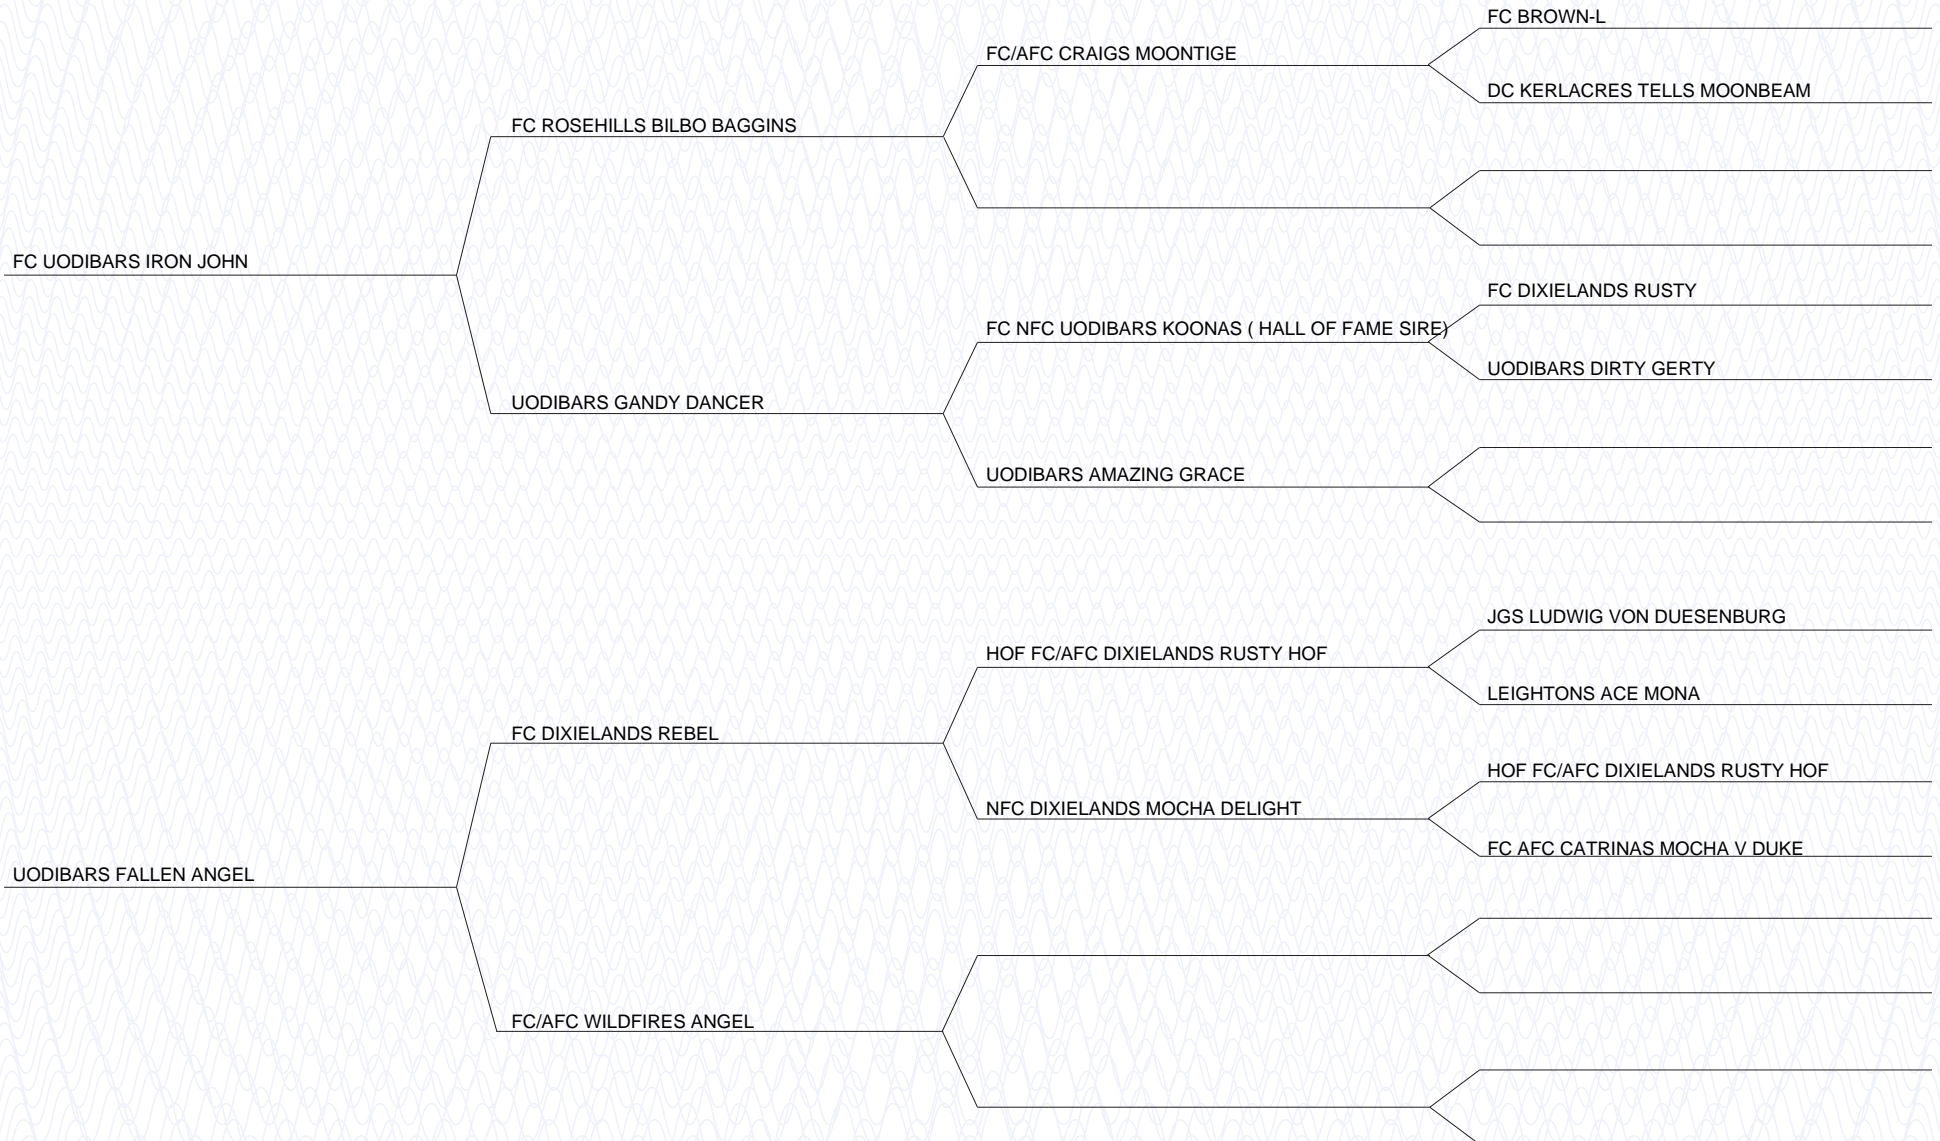 FC BROWN-L
FC/AFC CRAIGS MOONTIGE
DC KERLACRES TELLS MOONBEAM
FC ROSEHILLS BILBO BAGGINS
FC UODIBARS IRON JOHN
FC DIXIELANDS RUSTY
FC NFC UODIBARS KOONAS ( HALL OF FAME SIRE)
UODIBARS DIRTY GERTY
UODIBARS GANDY DANCER
UODIBARS AMAZING GRACE
JGS LUDWIG VON DUESENBURG
HOF FC/AFC DIXIELANDS RUSTY HOF
LEIGHTONS ACE MONA
FC DIXIELANDS REBEL
HOF FC/AFC DIXIELANDS RUSTY HOF
NFC DIXIELANDS MOCHA DELIGHT
FC AFC CATRINAS MOCHA V DUKE
UODIBARS FALLEN ANGEL
FC/AFC WILDFIRES ANGEL